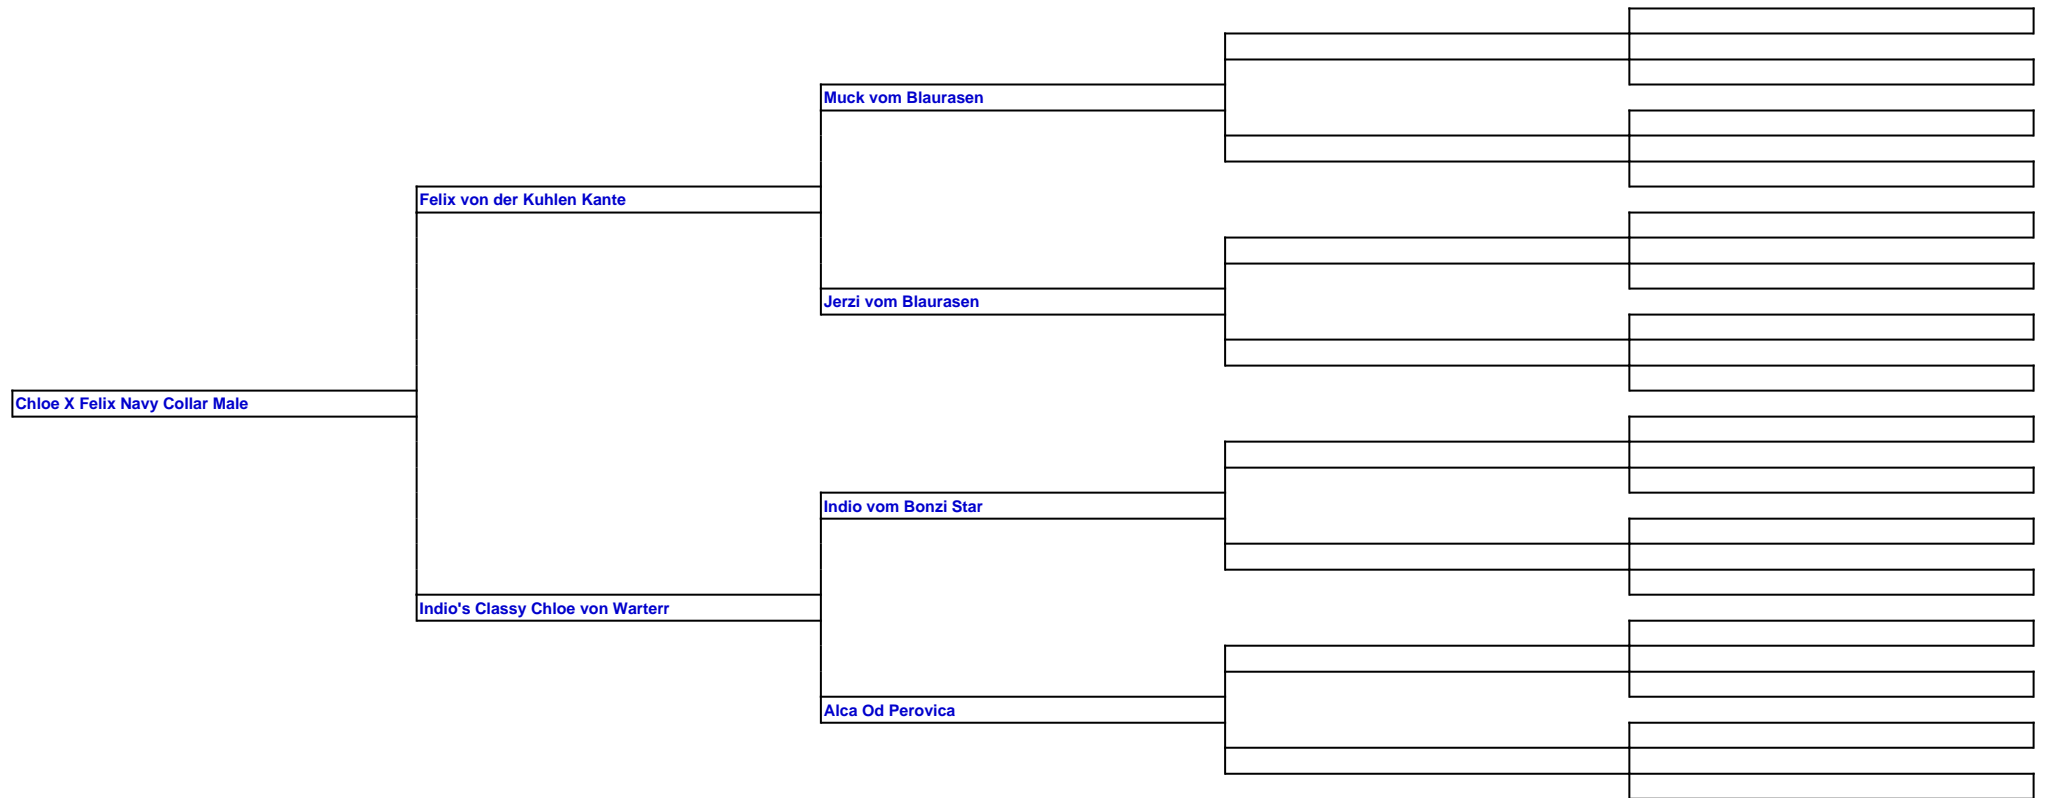 Muck vom Blaurasen
Felix von der Kuhlen Kante
Jerzi vom Blaurasen
Chloe X Felix Navy Collar Male
Indio vom Bonzi Star
Indio's Classy Chloe von Warterr
Alca Od Perovica